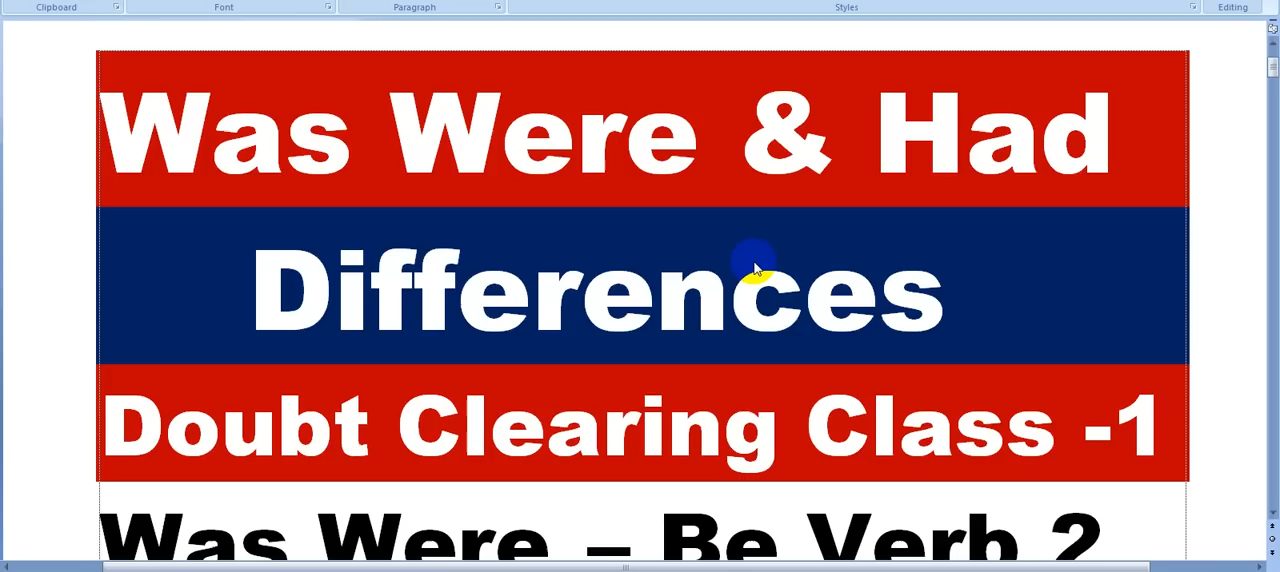 Clipboard Font Paragraph Styles Editing
Was Were & Had
Differences
Doubt Clearing Class -1
Was Were – Be Verb 2